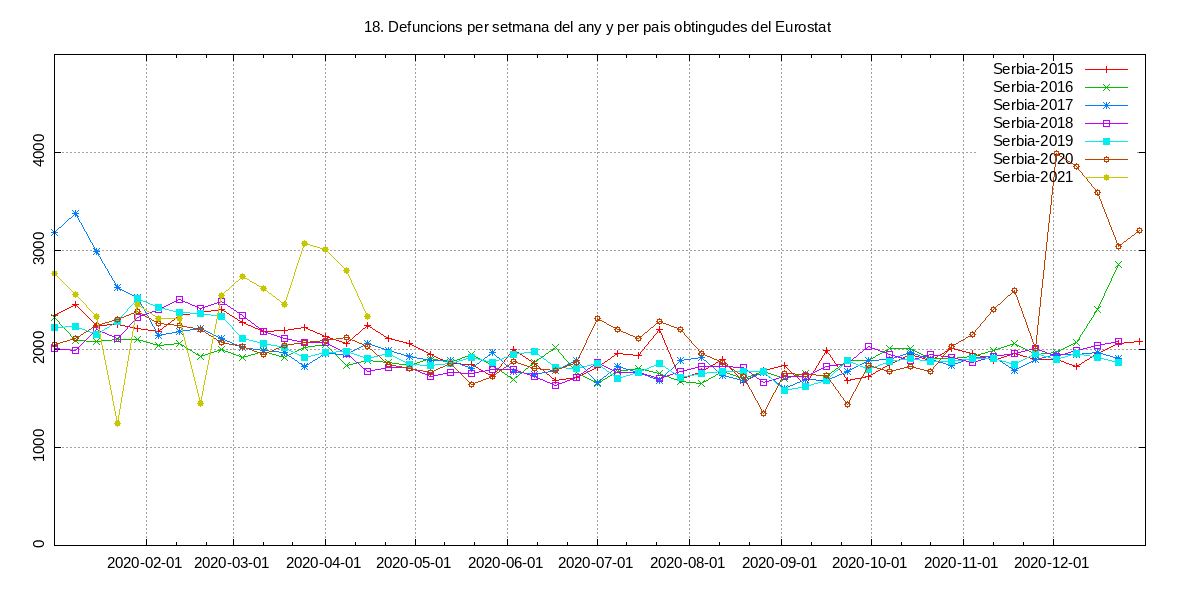 18. Defuncions per setmana del any y per pais obtingudes del Eurostat
Serbia-2015
Serbia-2016
Serbia-2017
Serbia-2018
Serbia-2019
Serbia-2020
Serbia-2021
4000
3000
2000
1000
0
2020-02-01 2020-03-01 2020-04-01 2020-05-01 2020-06-01 2020-07-01 2020-08-01 2020-09-01 2020-10-01 2020-11-01 2020-12-01